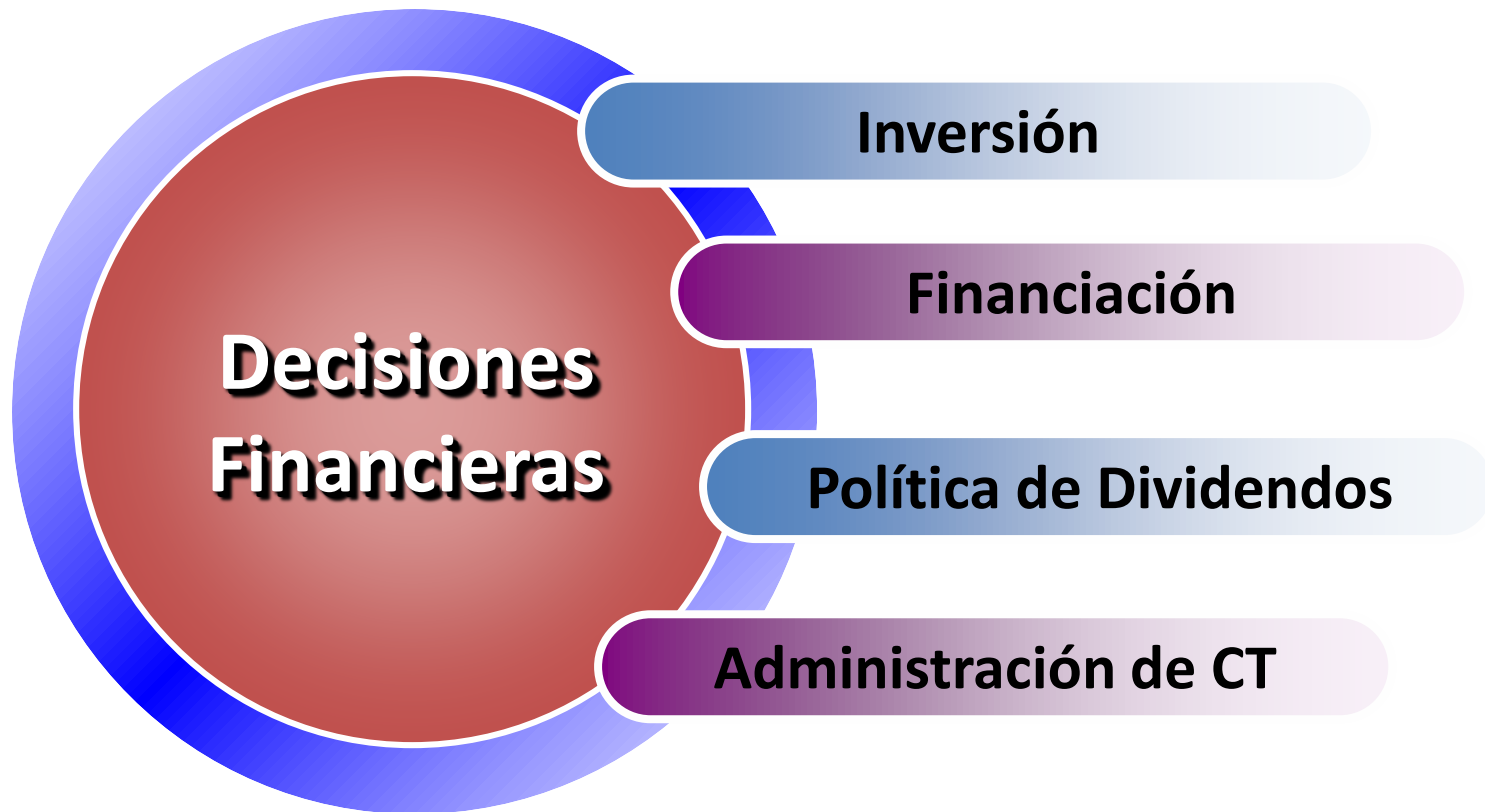 Decisiones
Financieras
Inversión
Financiación
Política de Dividendos
Administración de CT